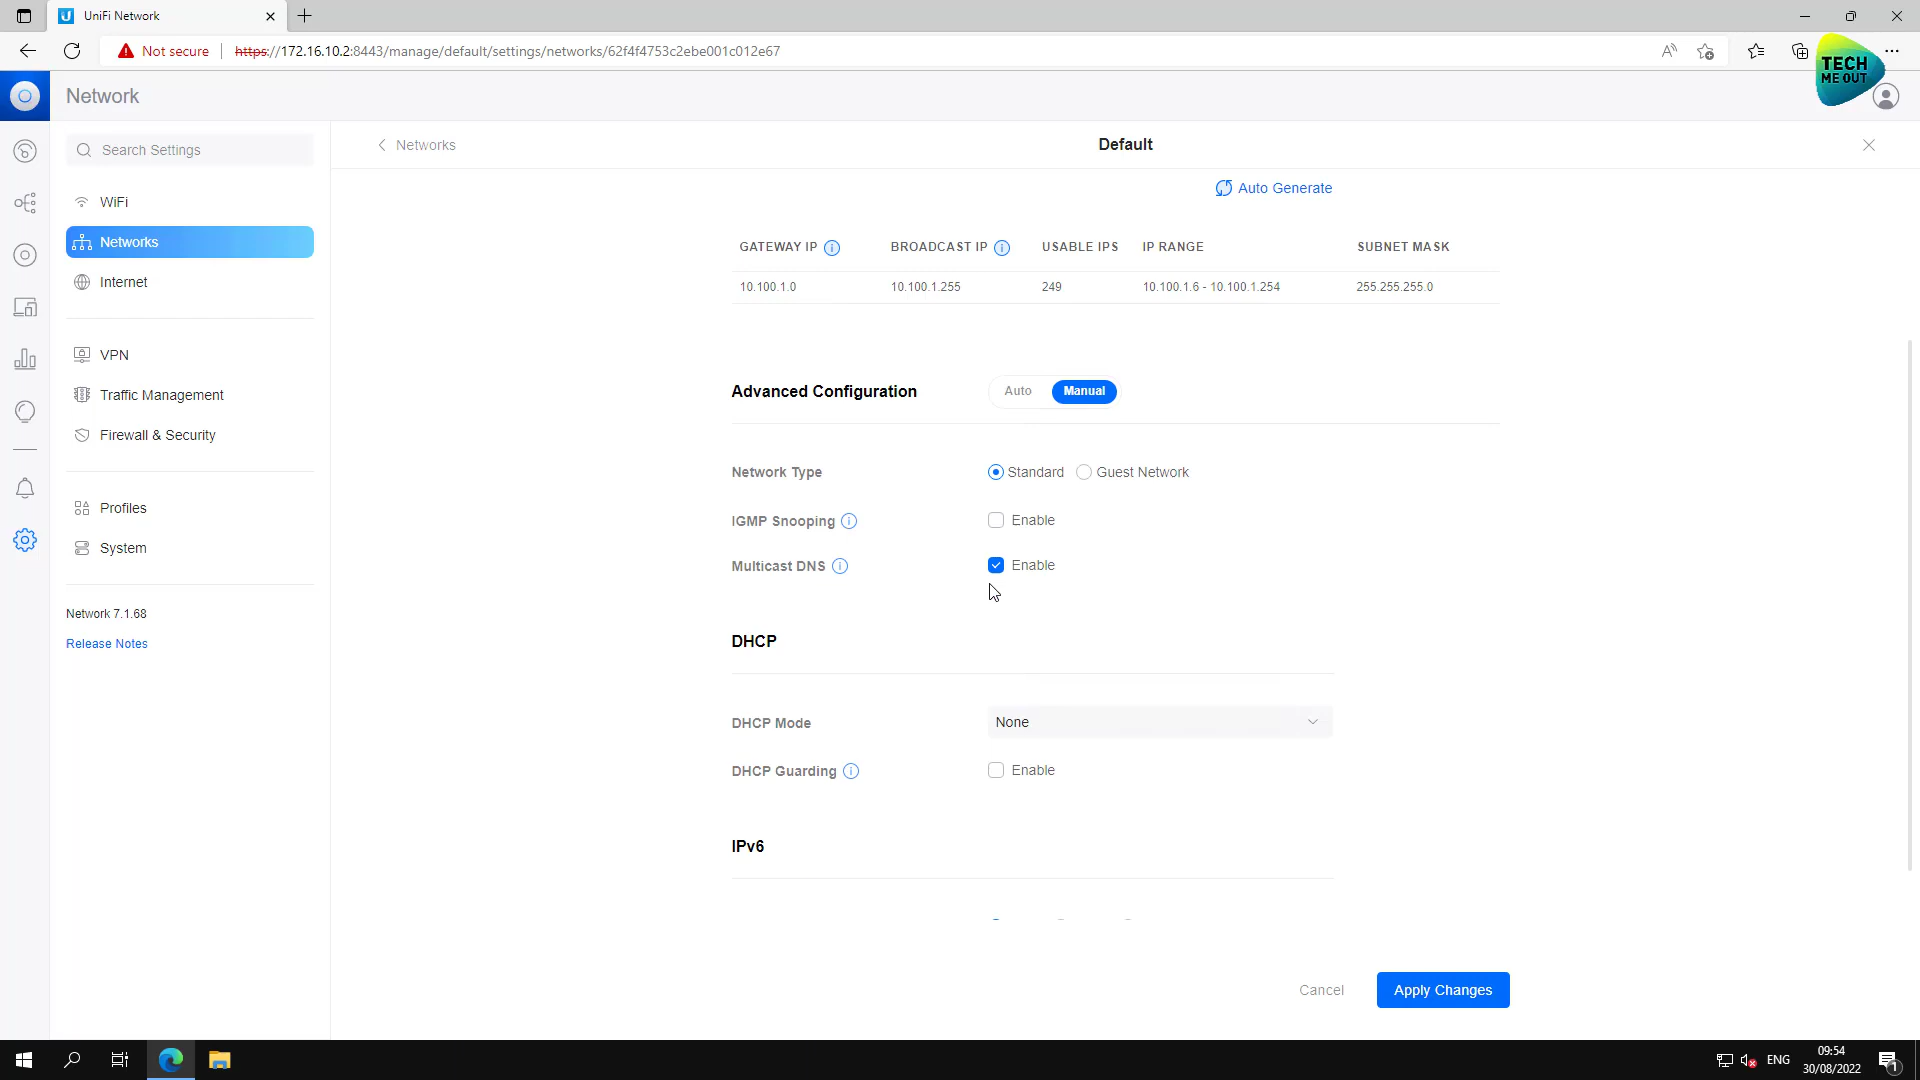 UniFi Network
Not secure
https://172.16.10.2:8443/manage/default/settings/networks/62f4f4753c2ebe001c012e67
TECH
ME OUT
Network
Search Settings
WiFi
Networks
Internet
VPN
Traffic Management
Firewall & Security
Profiles
System
Network 7.1.68
Release Notes
Networks
Default
Auto Generate
GATEWAY IP BROADCAST IP USABLE IPS IP RANGE SUBNET MASK
10.100.1.0 10.100.1.255 249 10.100.1.6 - 10.100.1.254 255.255.255.0
Advanced Configuration Auto Manual
Network Type Standard Guest Network
IGMP Snooping Enable
Multicast DNS Enable
DHCP
DHCP Mode None
DHCP Guarding Enable
IPv6
Cancel Apply Changes
ENG
09:54
30/08/2022
1